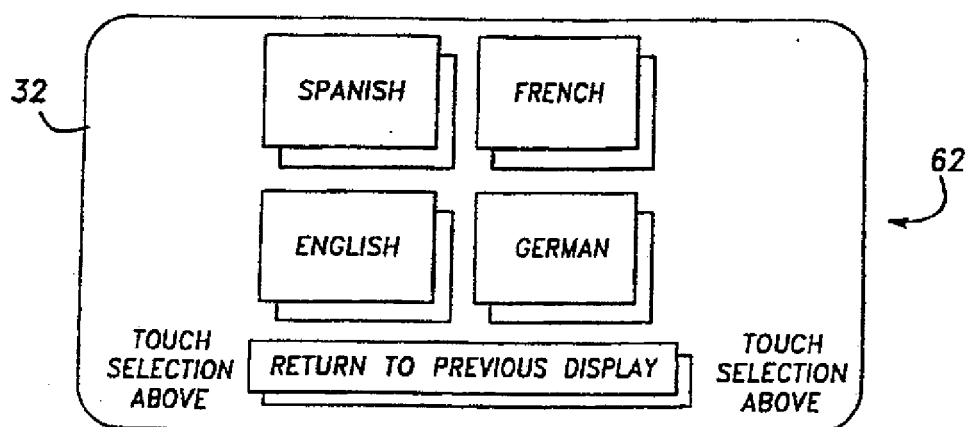 SPANISH
FRENCH
32
62
ENGLISH
GERMAN
TOUCH
SELECTION
ABOVE
RETURN TO PREVIOUS DISPLAY
TOUCH
SELECTION
ABOVE